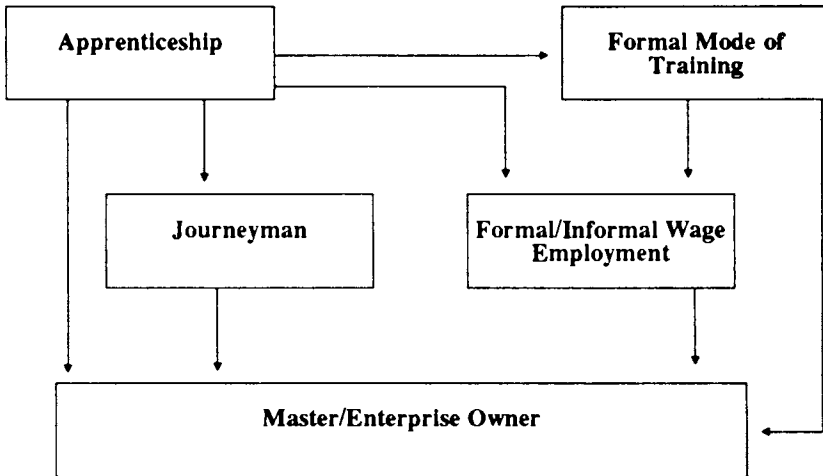 Apprenticeship
Formal Mode of
Training
Journeyman
Formal/Informal Wage
Employment
Master/Enterprise Owner